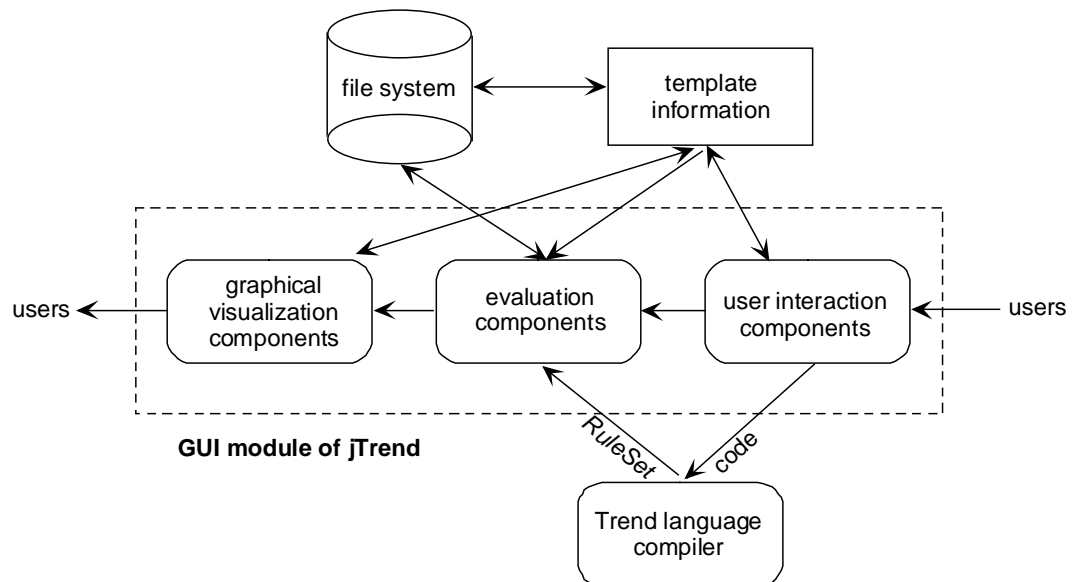 file system
template
information
graphical
visualization
components
evaluation
components
user interaction
components
users
users
GUI module of jTrend
RuleSet
code
Trend language
compiler